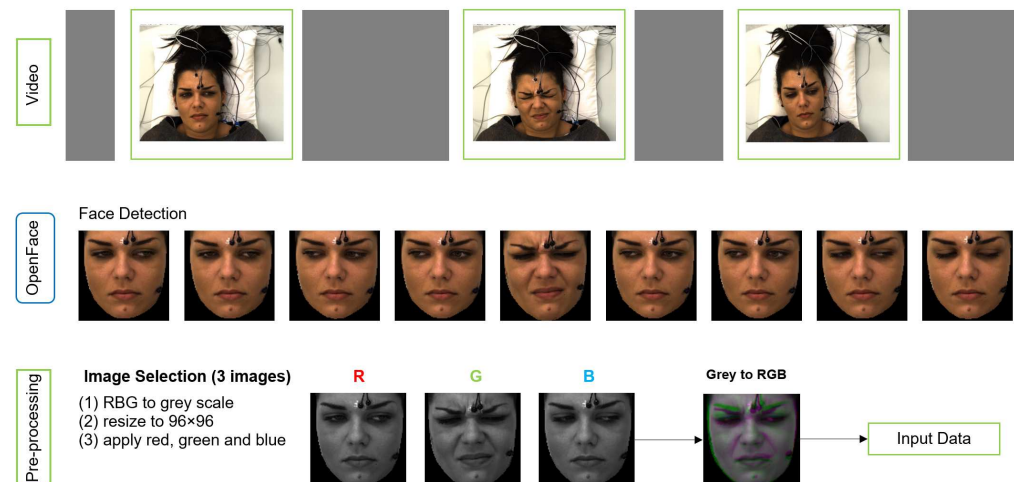 Video
OpenFace
Face Detection
Pre-processing
Image Selection (3 images)
(1) RBG to grey scale
(2) resize to 96×96
(3) apply red, green and blue
R
G
B
Grey to RGB
Input Data